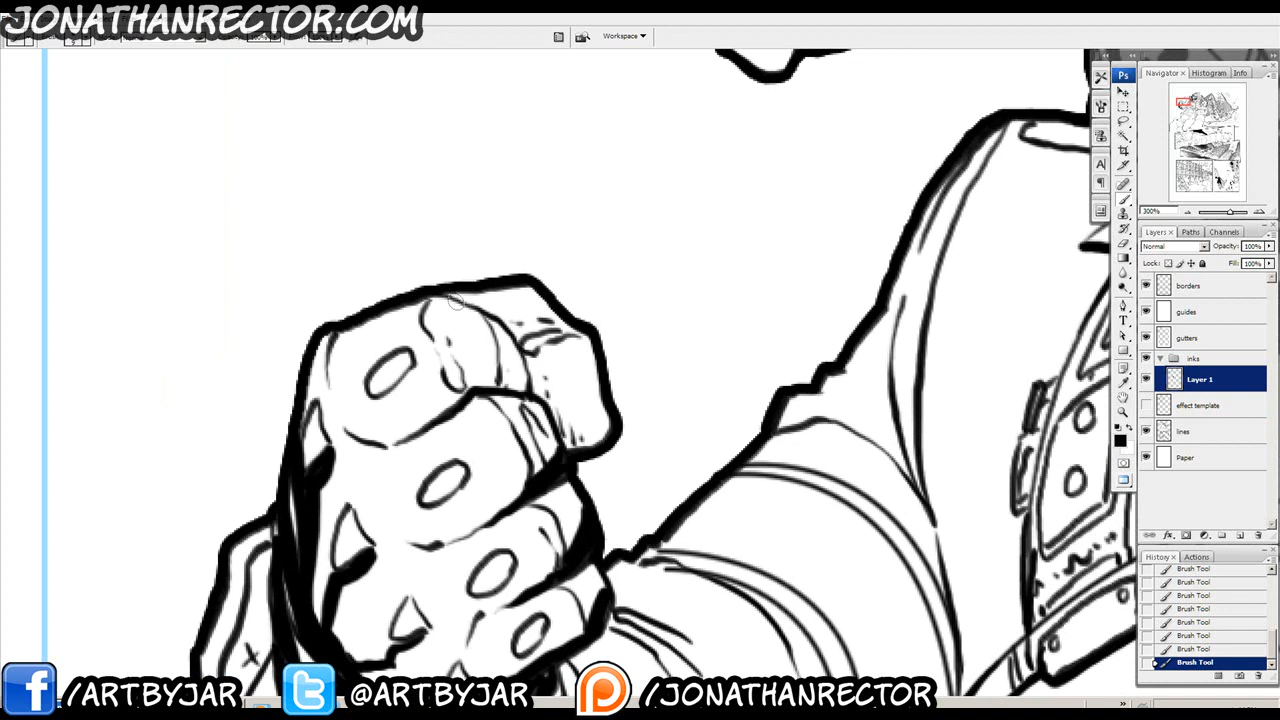 JONATHANRECTOR.COM
Workspace
Ps
Navigator × Histogram Info
300%
Layers × Paths Channels
Normal Opacity: 100%
Lock: Fill: 100%
borders
guides
gutters
inks
Layer 1
effect template
lines
Paper
History × Actions
Brush Tool
Brush Tool
Brush Tool
Brush Tool
Brush Tool
Brush Tool
Brush Tool
Brush Tool
/ARTBYJAR @ARTBYJAR /JONATHANRECTOR